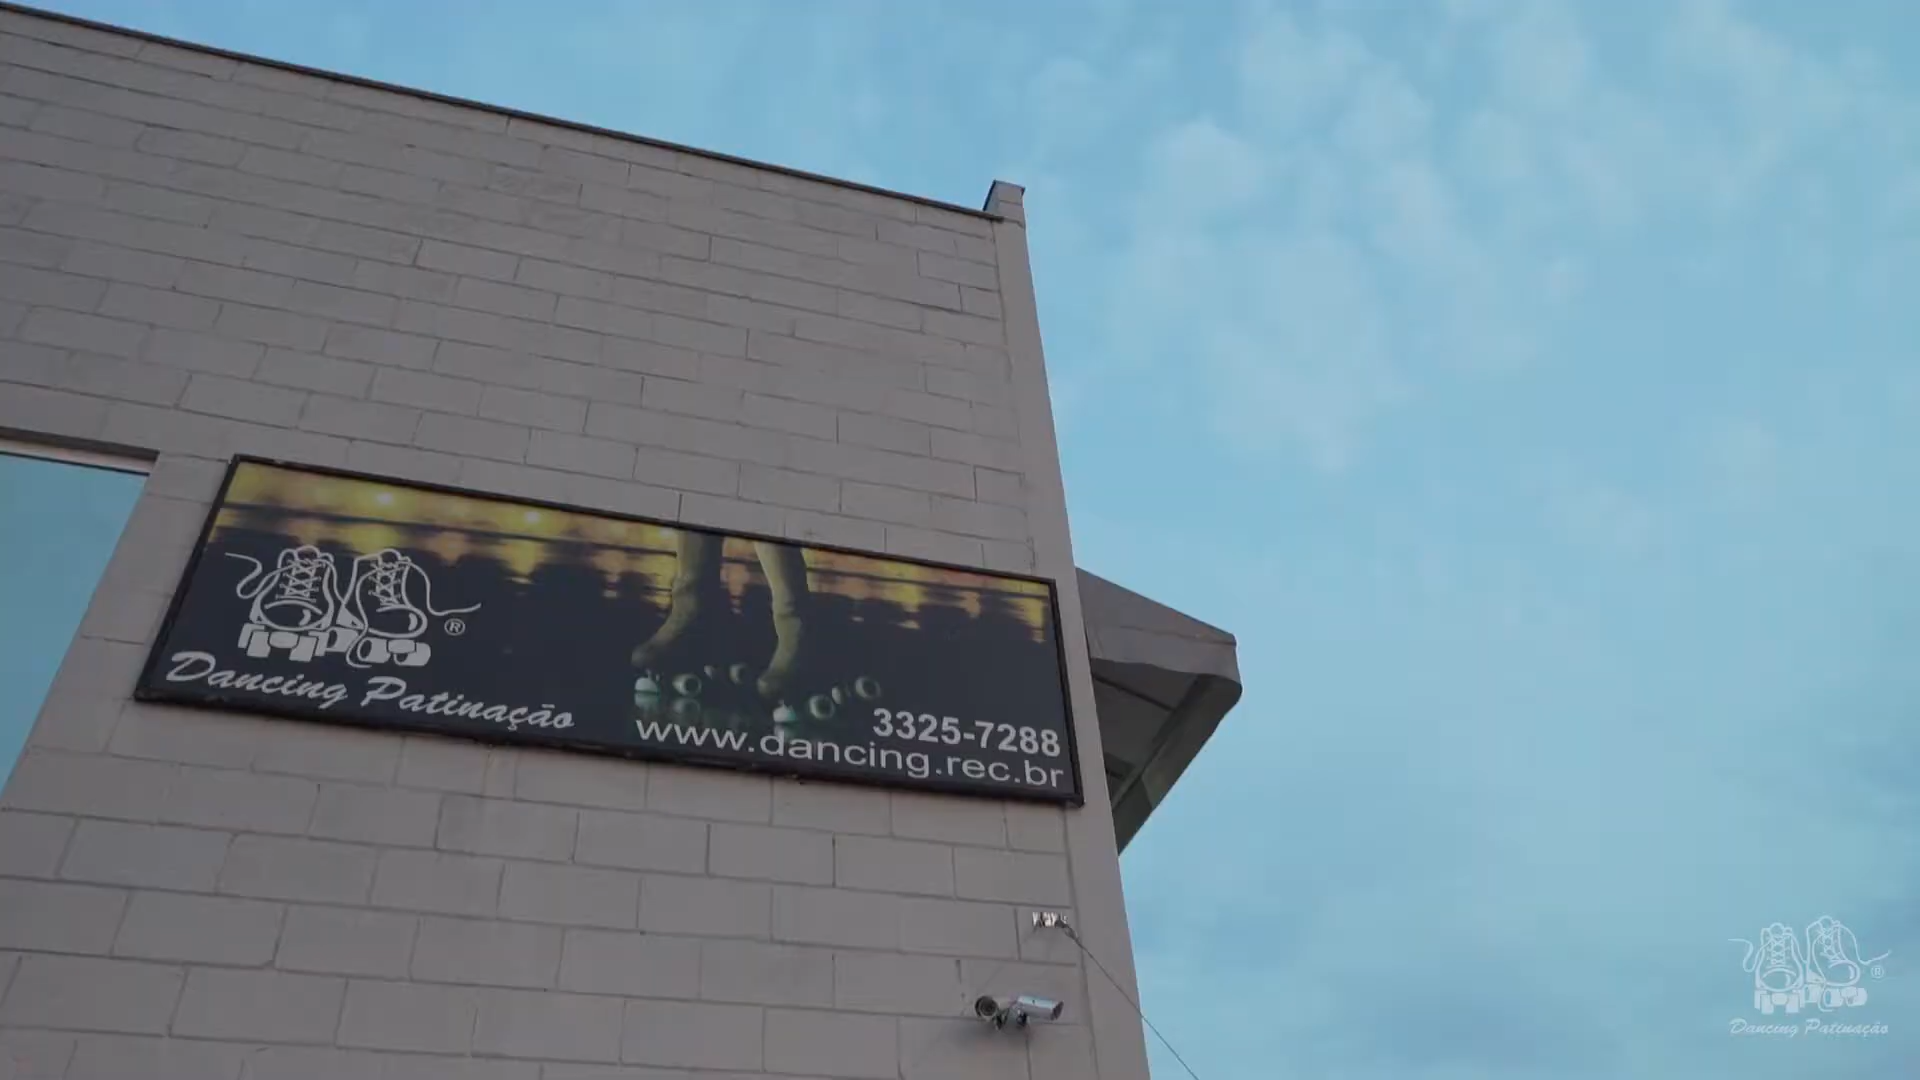 ®
Dancing Patinação
3325-7288
www.dancing.rec.br
®
Dancing Patinação